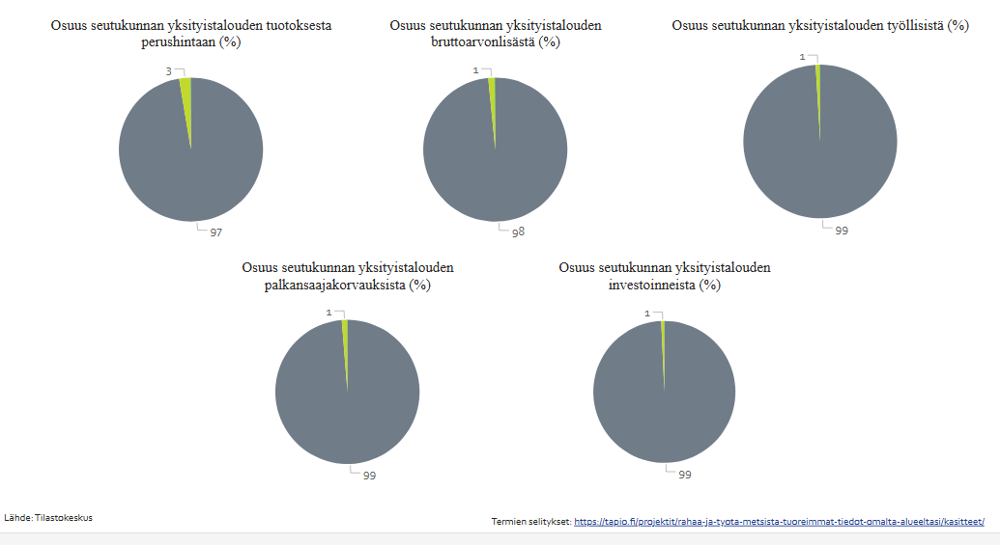 Osuus seutukunnan yksityistalouden tuotoksesta
perushintaan (%)
3
97
Osuus seutukunnan yksityistalouden
bruttoarvonlisästä (%)
1
98
Osuus seutukunnan yksityistalouden työllisistä (%)
1
99
Osuus seutukunnan yksityistalouden
palkansaajakorvauksista (%)
1
99
Osuus seutukunnan yksityistalouden
investoinneista (%)
1
99
Lähde: Tilastokeskus
Termien selitykset: https://tapio.fi/projektit/rahaa-ja-tyota-metsista-tuoreimmat-tiedot-omalta-alueeltasi/kasitteet/